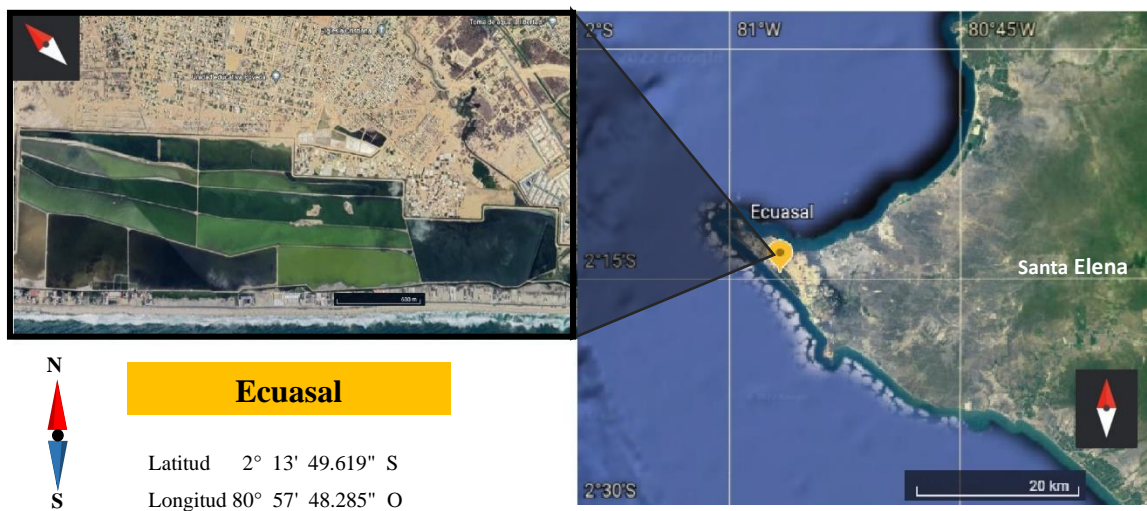 600 m
2°S
81°W
80°45'W
Ecuasal
2°15'S
Santa Elena
2°30'S
20 km
N
Ecuasal
S
Latitud 2° 13' 49.619" S
Longitud 80° 57' 48.285" O